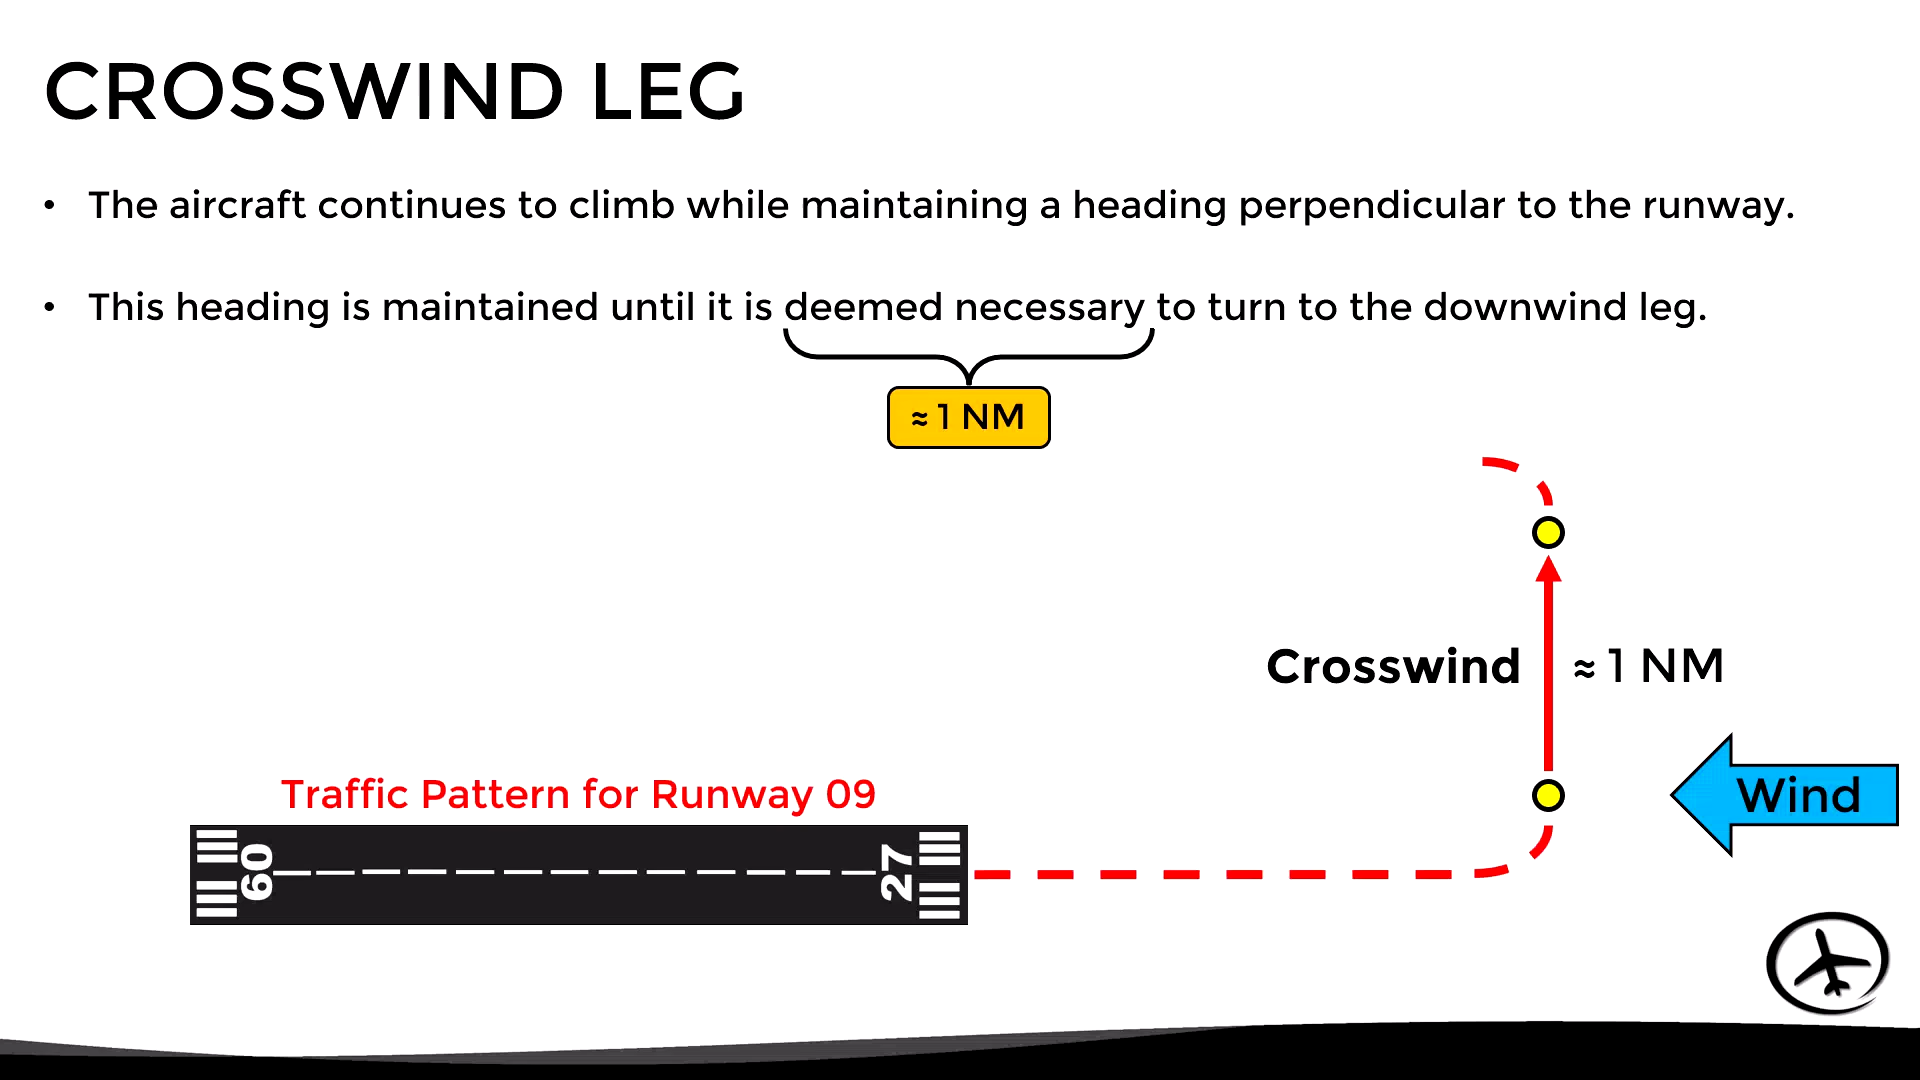 CROSSWIND LEG
• The aircraft continues to climb while maintaining a heading perpendicular to the runway.
• This heading is maintained until it is deemed necessary to turn to the downwind leg.
≈ 1 NM
Crosswind ≈ 1 NM
Wind
Traffic Pattern for Runway 09
09 27